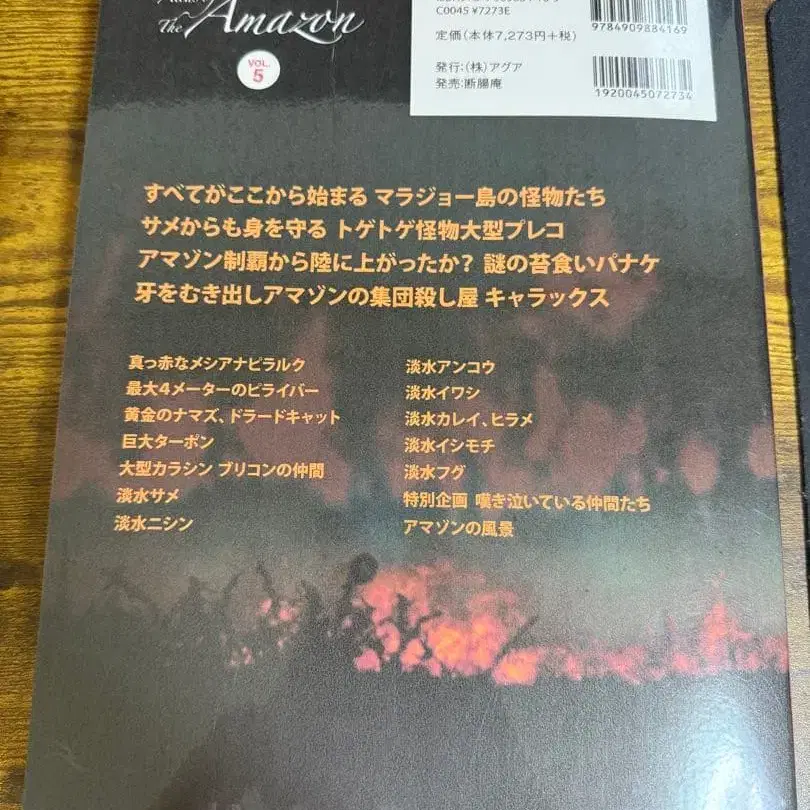 The Amazon
VOL.
5
C0045 ¥7273E
定価(本体7,273円+税)
発行:(株)アクア
発売:断腸庵
9784909884169
1920045072734
すべてがここから始まる マラジョー島の怪物たち
サメからも身を守る トゲトゲ怪物大型プレコ
アマゾン制覇から陸に上がったか? 謎の苔食いパナケ
牙をむき出しアマゾンの集団殺し屋 キャラックス
真っ赤なメシアナピラルク
最大4メーターのピライバー
黄金のナマズ、ドラードキャット
巨大ターポン
大型カラシン ブリコンの仲間
淡水サメ
淡水ニシン
淡水アンコウ
淡水イワシ
淡水カレイ、ヒラメ
淡水イシモチ
淡水フグ
特別企画 嘆き泣いている仲間たち
アマゾンの風景